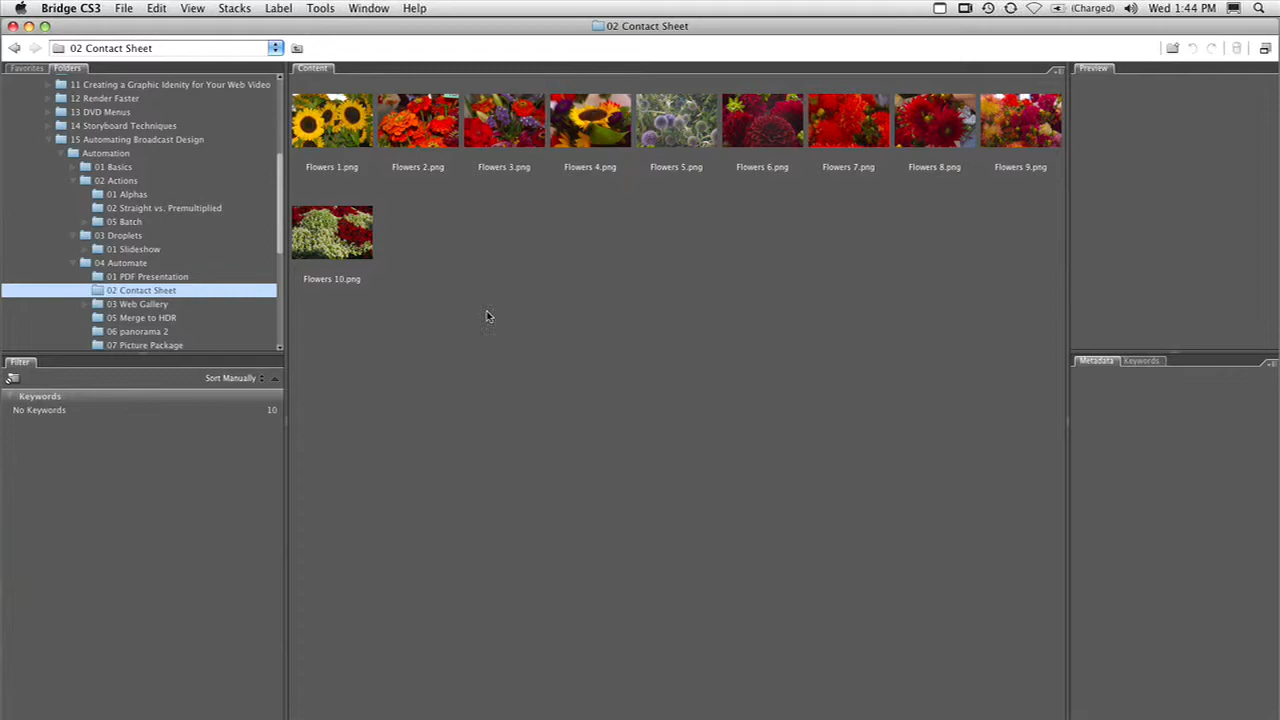 Bridge CS3 File Edit View Stacks Label Tools Window Help (Charged) Wed 1:44 PM
02 Contact Sheet
02 Contact Sheet
Favorites Folders
11 Creating a Graphic Idenity for Your Web Video
12 Render Faster
13 DVD Menus
14 Storyboard Techniques
15 Automating Broadcast Design
Automation
01 Basics
02 Actions
01 Alphas
02 Straight vs. Premultiplied
05 Batch
03 Droplets
01 Slideshow
04 Automate
01 PDF Presentation
02 Contact Sheet
03 Web Gallery
05 Merge to HDR
06 panorama 2
07 Picture Package
Filter
Sort Manually
Keywords
No Keywords 10
Content
Flowers 1.png Flowers 2.png Flowers 3.png Flowers 4.png Flowers 5.png Flowers 6.png Flowers 7.png Flowers 8.png Flowers 9.png
Flowers 10.png
Preview
Metadata Keywords